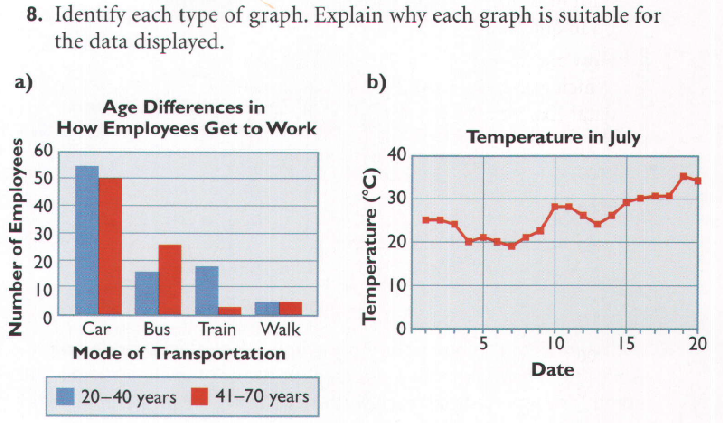 8. Identify each type of graph. Explain why each graph is suitable for
the data displayed.
a)
Age Differences in
How Employees Get to Work
Number of Employees
60
50
40
30
20
10
0
Car Bus Train Walk
Mode of Transportation
20–40 years 41–70 years
b)
Temperature in July
Temperature (°C)
40
30
20
10
0
5 10 15 20
Date